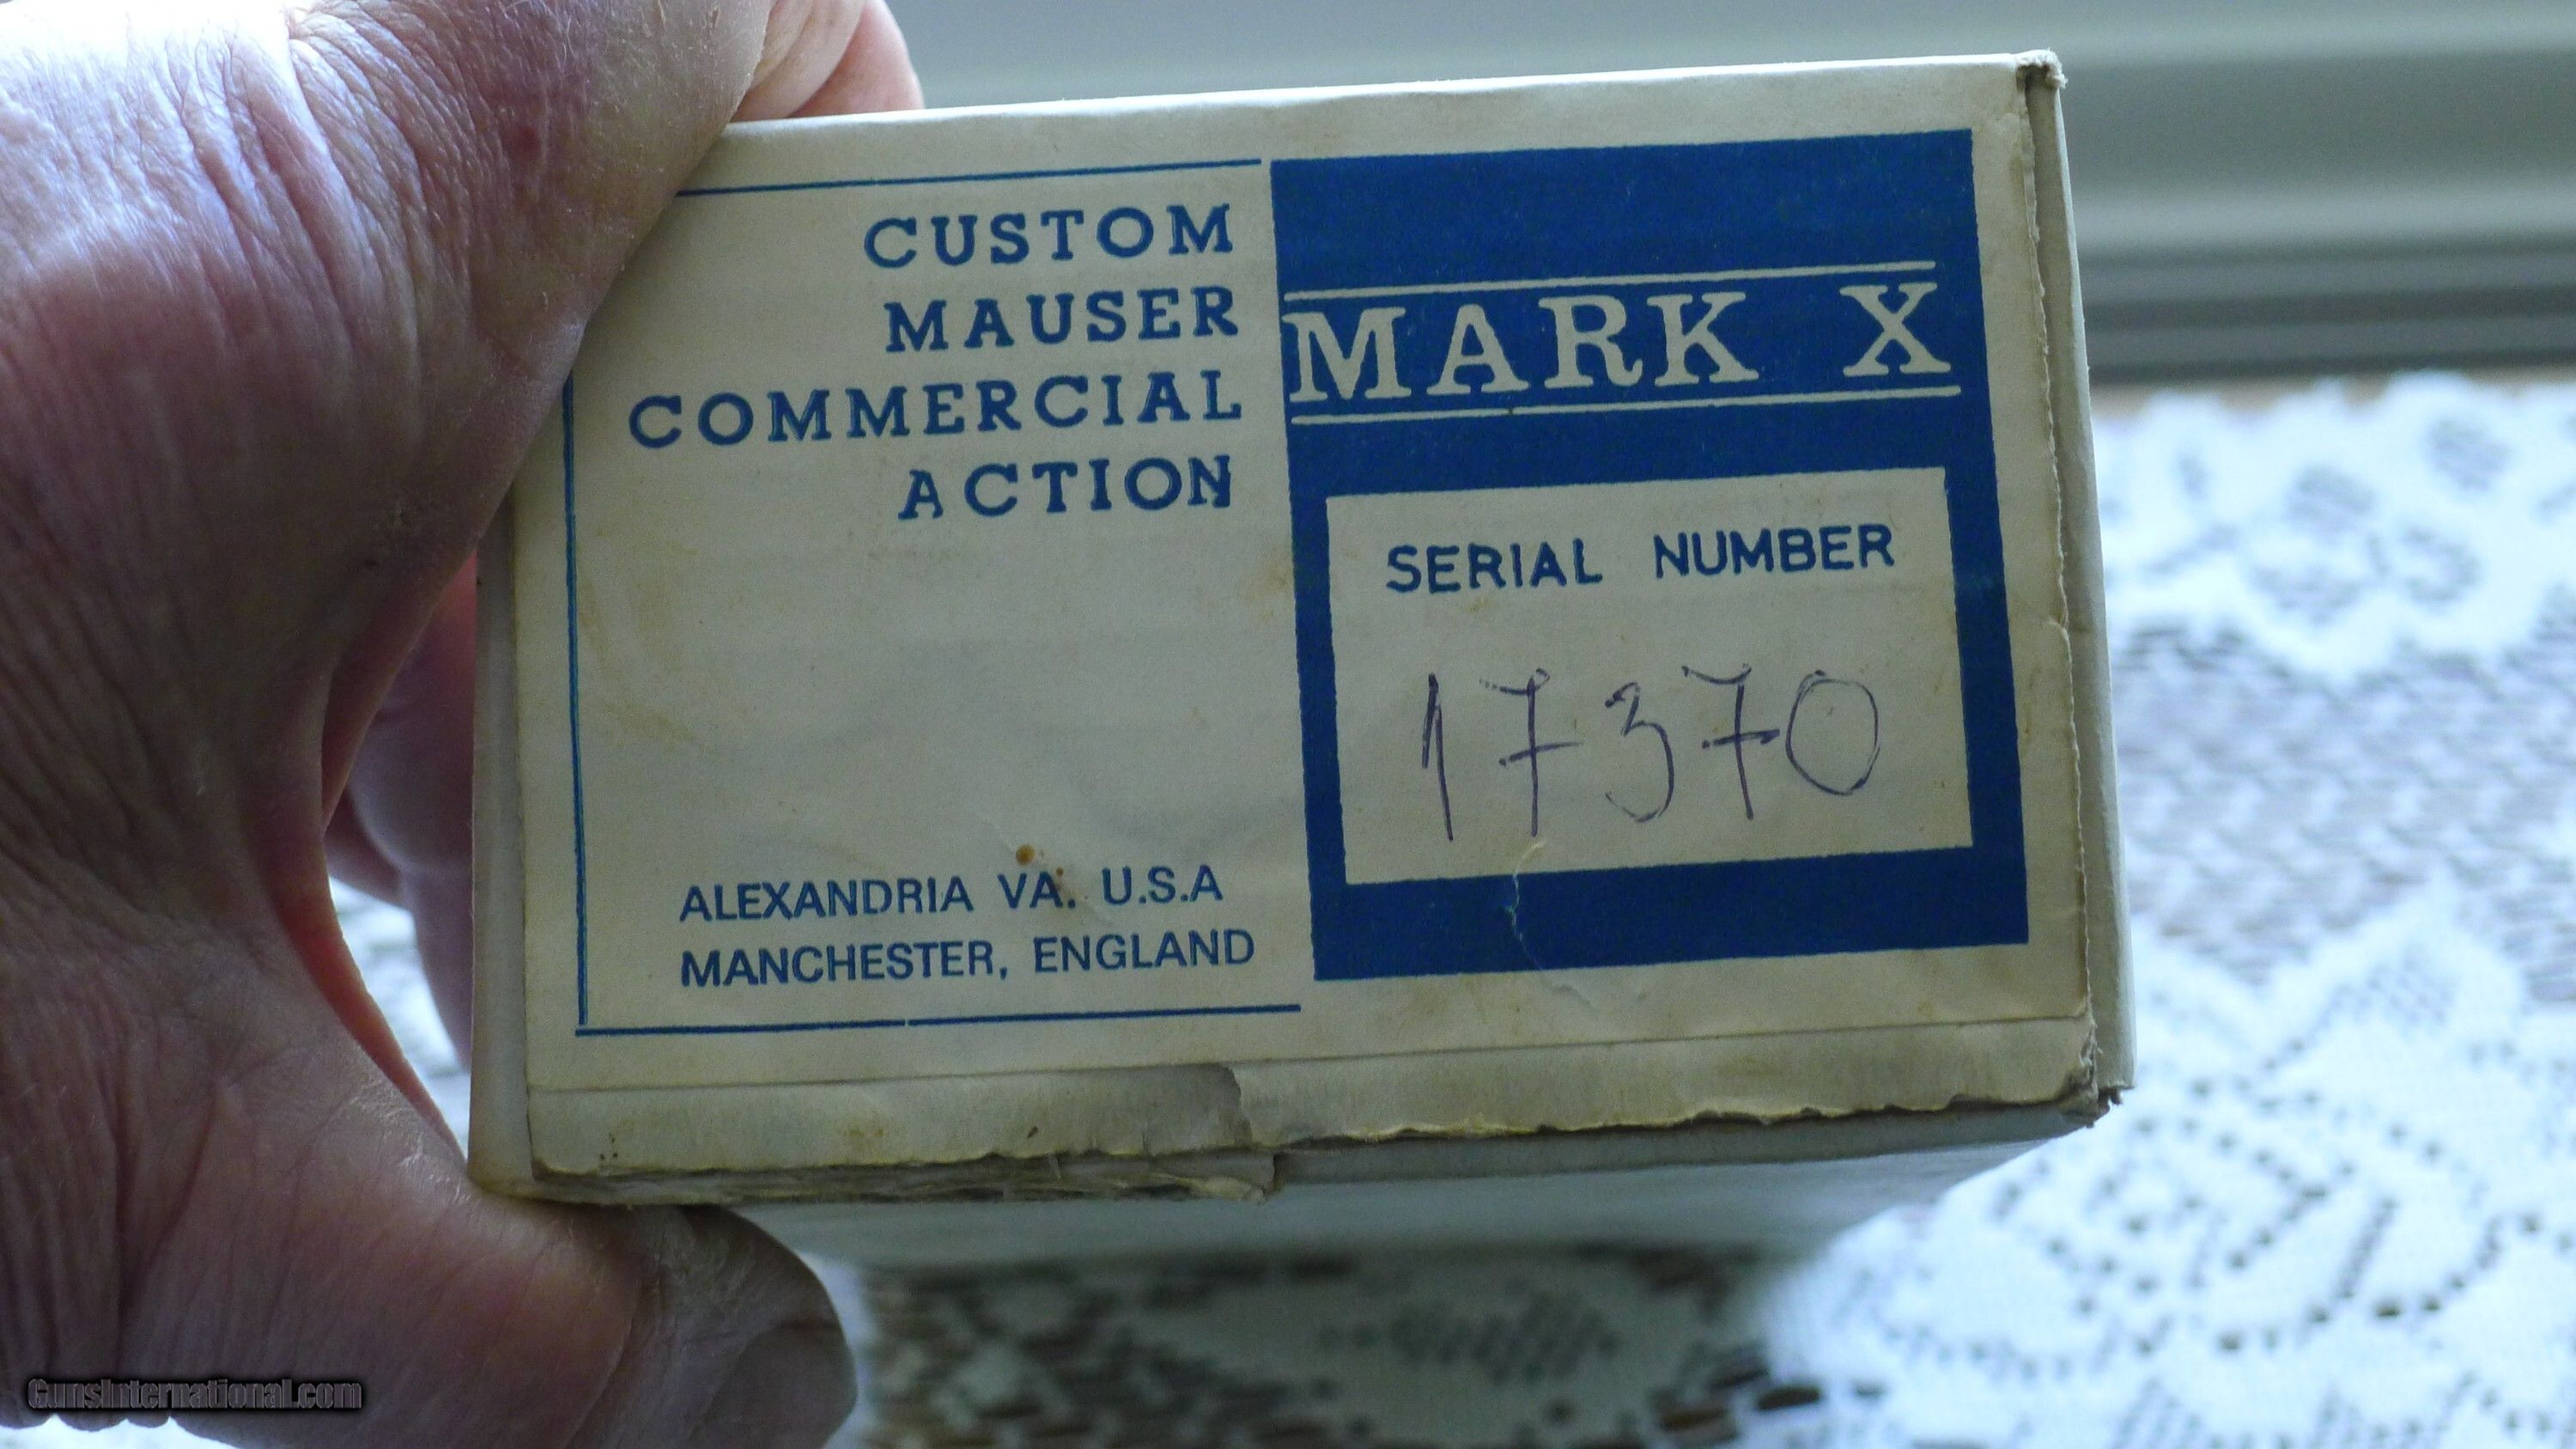 CUSTOM
MAUSER
COMMERCIAL
ACTION
ALEXANDRIA VA. U.S.A
MANCHESTER, ENGLAND
MARK X
SERIAL NUMBER
17370
GunsInternational.com